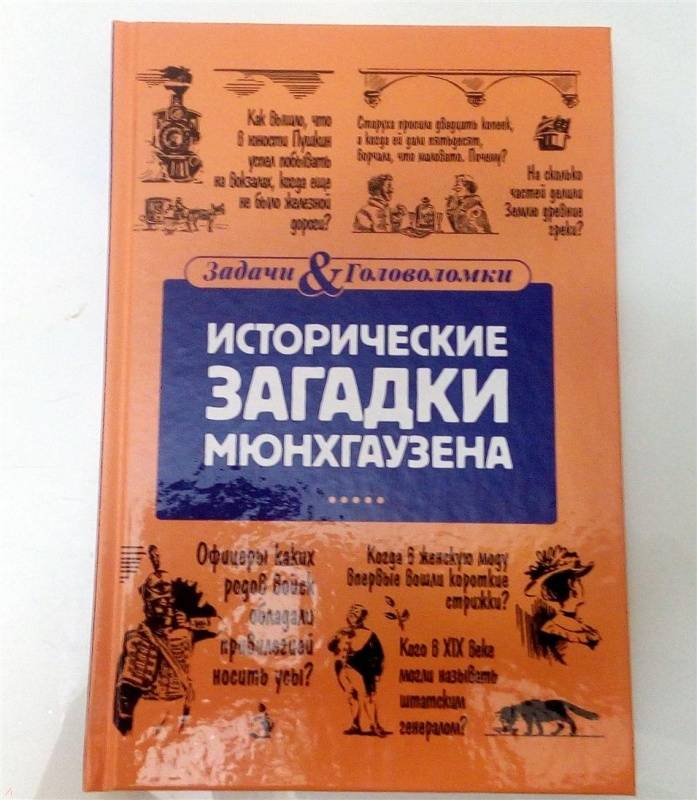 Как вышло, что
в юности Пушкин
успел побывать
на вокзалах, когда еще
не было железной
дороги?
Старуха просила двадцать копеек,
а когда ей дали пятьдесят,
ворчала, что маловато. Почему?
На сколько
частей делили
Землю древние
греки?
Задачи & Головоломки
ИСТОРИЧЕСКИЕ
ЗАГАДКИ
МЮНХГАУЗЕНА
Офицеры каких
родов войск
обладали
привилегией
носить усы?
Когда в женскую моду
впервые вошли короткие
стрижки?
Кого в XIX веке
могли называть
штатским
генералом?